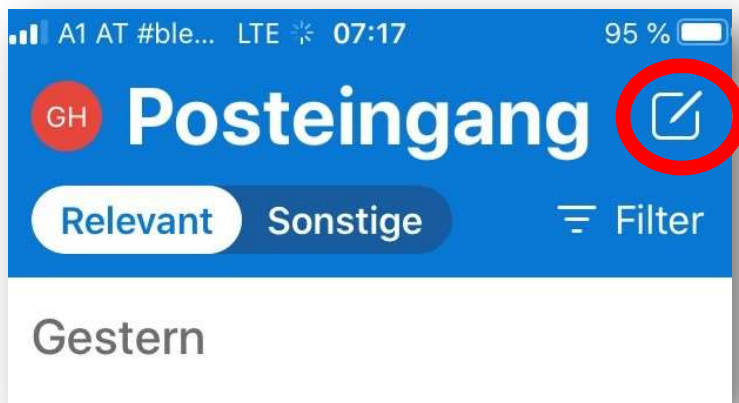 A1 AT #ble... LTE 07:17 95 %
GH Posteingang
Relevant Sonstige Filter
Gestern